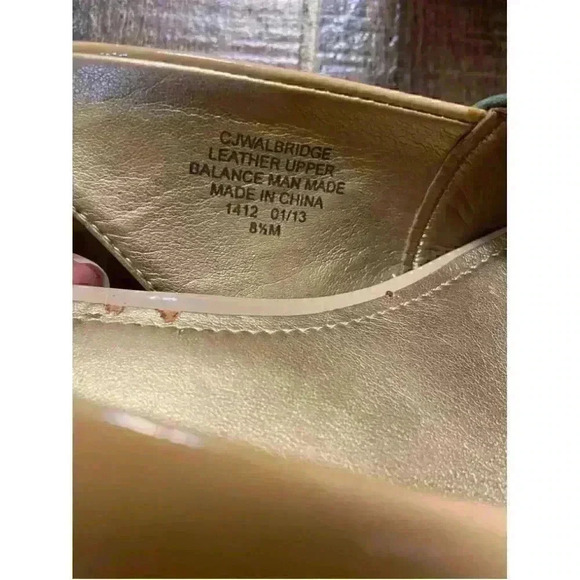 CJWALBRIDGE
LEATHER UPPER
BALANCE MAN MADE
MADE IN CHINA
1412 01/13
8½M